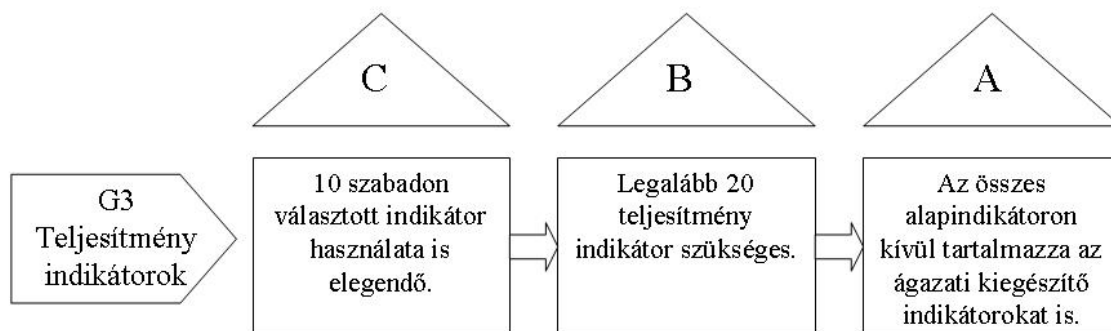 C
B
A
G3
Teljesítmény
indikátorok
10 szabadon
választott indikátor
használata is
elegendő.
Legalább 20
teljesítmény
indikátor szükséges.
Az összes
alapindikátoron
kívül tartalmazza az
ágazati kiegészítő
indikátorokat is.